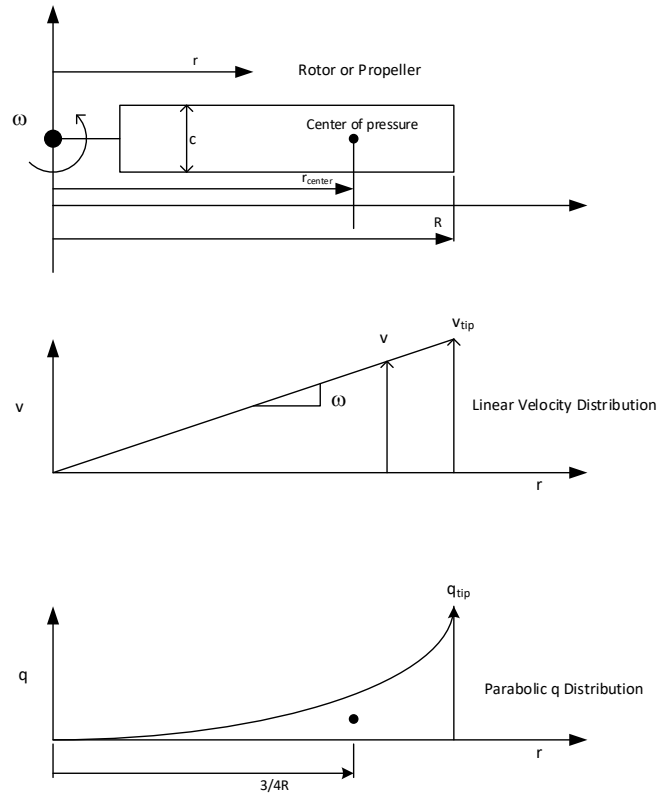 r
Rotor or Propeller
ω
Center of pressure
c
r_center
R
v
v_tip
v
ω
Linear Velocity Distribution
r
q_tip
q
Parabolic q Distribution
r
3/4R